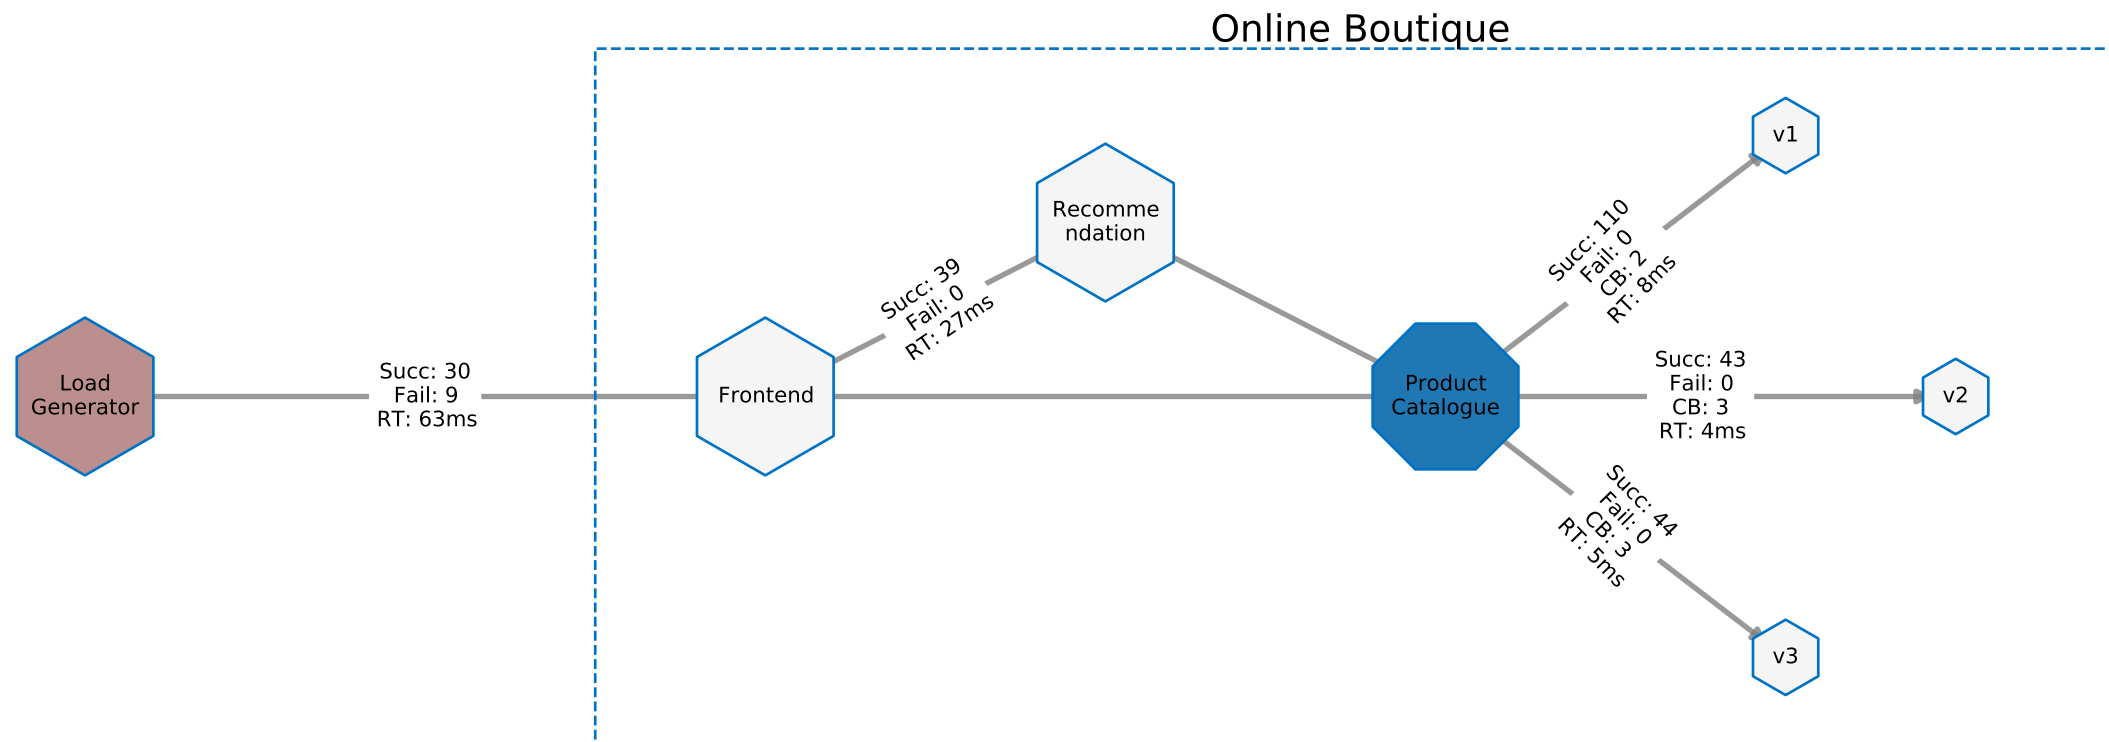 Online Boutique
Load
Generator
Succ: 30
Fail: 9
RT: 63ms
Frontend
Succ: 39
Fail: 0
RT: 27ms
Recomme
ndation
Product
Catalogue
Succ: 110
Fail: 0
CB: 2
RT: 8ms
v1
Succ: 43
Fail: 0
CB: 3
RT: 4ms
v2
Succ: 44
Fail: 0
CB: 3
RT: 5ms
v3